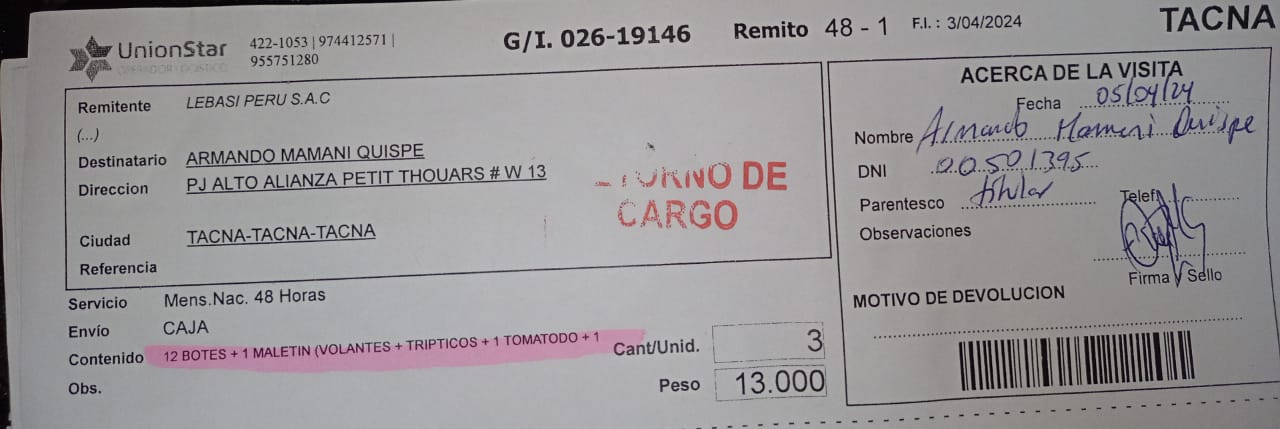 UnionStar
OPERADOR LOGISTICO
422-1053 | 974412571 |
955751280
G/I. 026-19146
Remito 48 - 1
F.I. : 3/04/2024
TACNA
Remitente LEBASI PERU S.A.C
(...)
Destinatario ARMANDO MAMANI QUISPE
Direccion PJ ALTO ALIANZA PETIT THOUARS # W 13
Ciudad TACNA-TACNA-TACNA
Referencia
DE
CARGO
Servicio Mens.Nac. 48 Horas
Envío CAJA
Contenido 12 BOTES + 1 MALETIN (VOLANTES + TRIPTICOS + 1 TOMATODO + 1
Obs.
Cant/Unid. 3
Peso 13.000
ACERCA DE LA VISITA
Fecha 05/04/24
Nombre Armando Mamani Quispe
DNI 00501395
Parentesco titular
Telef.
Observaciones
Firma y Sello
MOTIVO DE DEVOLUCION